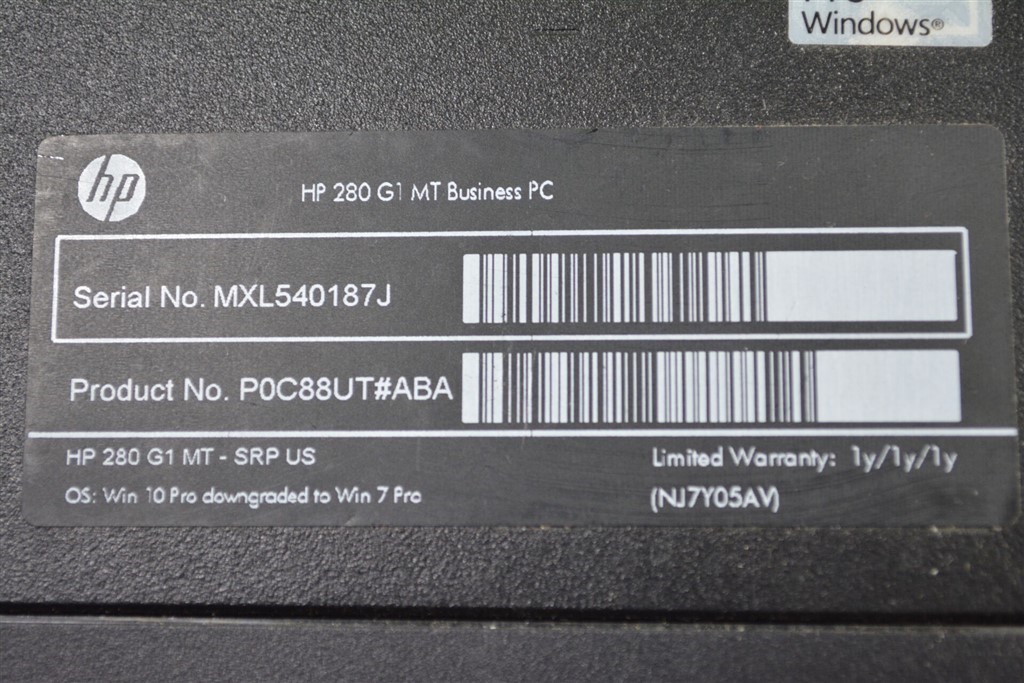 Windows®
hp
HP 280 G1 MT Business PC
Serial No. MXL540187J
Product No. P0C88UT#ABA
HP 280 G1 MT - SRP US
Limited Warranty: 1y/1y/1y
OS: Win 10 Pro downgraded to Win 7 Pro
(NJ7Y05AV)